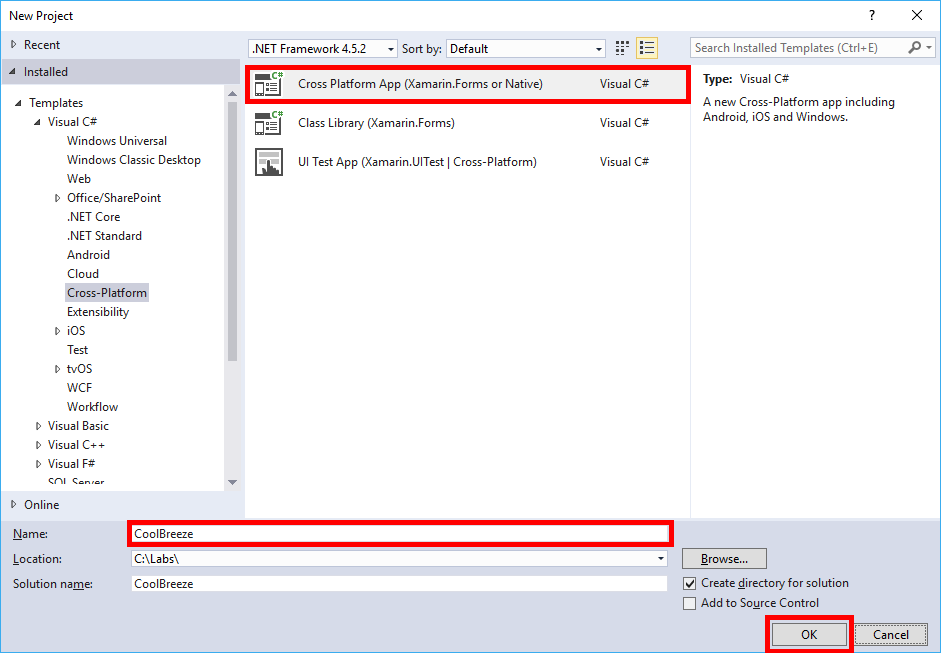 New Project
?
Recent
.NET Framework 4.5.2 Sort by: Default
Search Installed Templates (Ctrl+E)
Installed
Templates
Visual C#
Windows Universal
Windows Classic Desktop
Web
Office/SharePoint
.NET Core
.NET Standard
Android
Cloud
Cross-Platform
Extensibility
iOS
Test
tvOS
WCF
Workflow
Visual Basic
Visual C++
Visual F#
SQL Server
Online
C# Cross Platform App (Xamarin.Forms or Native) Visual C#
C# Class Library (Xamarin.Forms) Visual C#
UI Test App (Xamarin.UITest | Cross-Platform) Visual C#
Type: Visual C#
A new Cross-Platform app including
Android, iOS and Windows.
Name: CoolBreeze
Location: C:\Labs\ Browse...
Solution name: CoolBreeze
Create directory for solution
Add to Source Control
OK Cancel